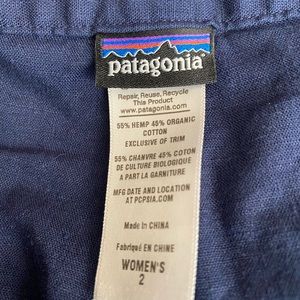 patagonia
Repair, Reuse, Recycle
This Product
www.patagonia.com
55% HEMP 45% ORGANIC
COTTON
EXCLUSIVE OF TRIM
55% CHANVRE 45% COTON
DE CULTURE BIOLOGIQUE
A PART LA GARNITURE
MFG DATE AND LOCATION
AT PCPSIA.COM
Made in CHINA
Fabriqué EN CHINE
WOMEN'S
2